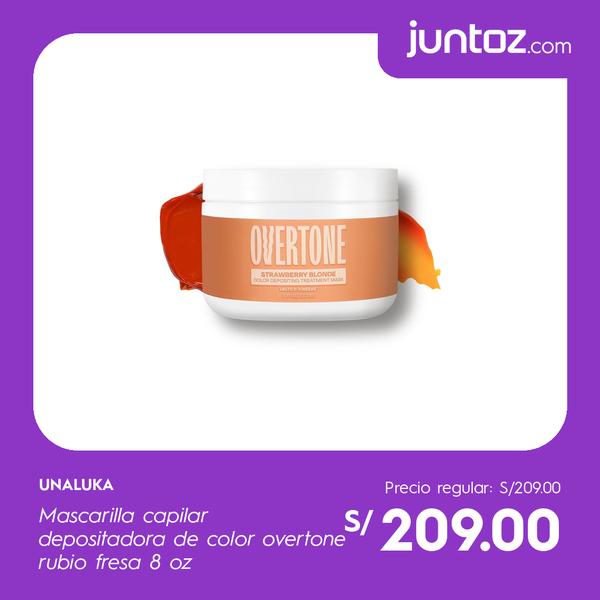 juntoz.com
OVERTONE
STRAWBERRY BLONDE
COLOR DEPOSITING TREATMENT MASK
UNALUKA
Precio regular: S/209.00
Mascarilla capilar
depositadora de color overtone
rubio fresa 8 oz
S/ 209.00